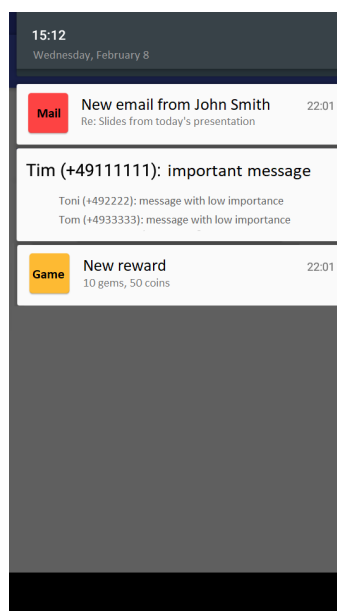 15:12
Wednesday, February 8
Mail
New email from John Smith
22:01
Re: Slides from today's presentation
Tim (+49111111): important message
Toni (+492222): message with low importance
Tom (+4933333): message with low importance
Game
New reward
22:01
10 gems, 50 coins